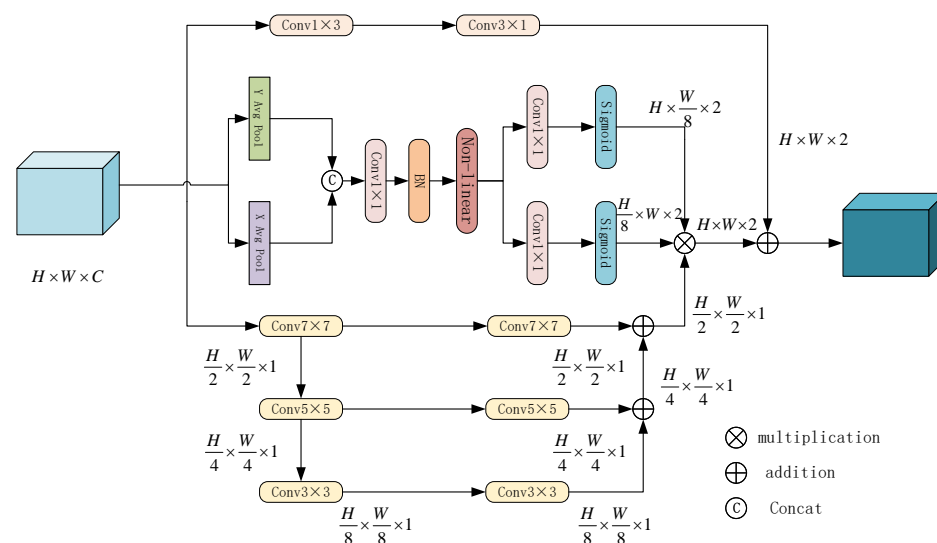 Conv1×3
Conv3×1
Y Avg Pool
X Avg Pool
C
Conv1×1
BN
Non-linear
Conv1×1
Sigmoid
H×W/8×2
Conv1×1
Sigmoid
H/8×W×2
H×W×2
H×W×2
H×W×C
Conv7×7
Conv7×7
H/2×W/2×1
H/2×W/2×1
H/2×W/2×1
Conv5×5
Conv5×5
H/4×W/4×1
H/4×W/4×1
H/4×W/4×1
Conv3×3
Conv3×3
H/8×W/8×1
H/8×W/8×1
multiplication
addition
C Concat